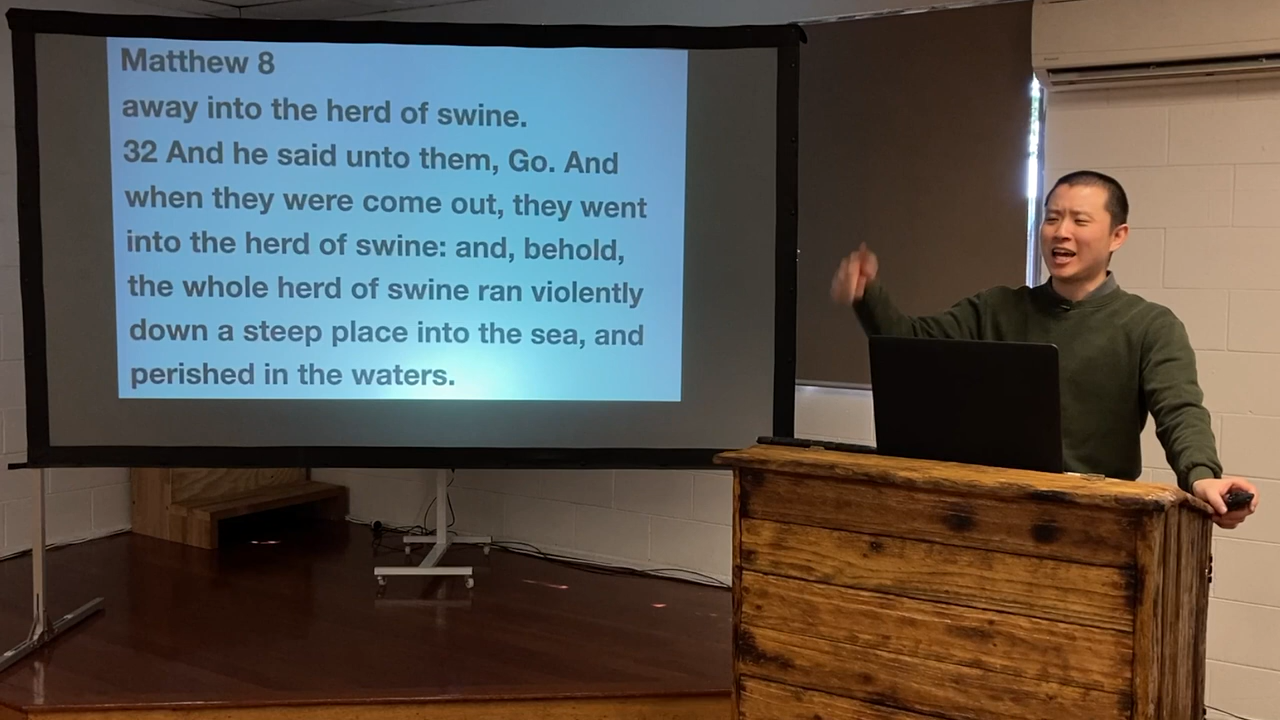 Matthew 8
away into the herd of swine.
32 And he said unto them, Go. And
when they were come out, they went
into the herd of swine: and, behold,
the whole herd of swine ran violently
down a steep place into the sea, and
perished in the waters.